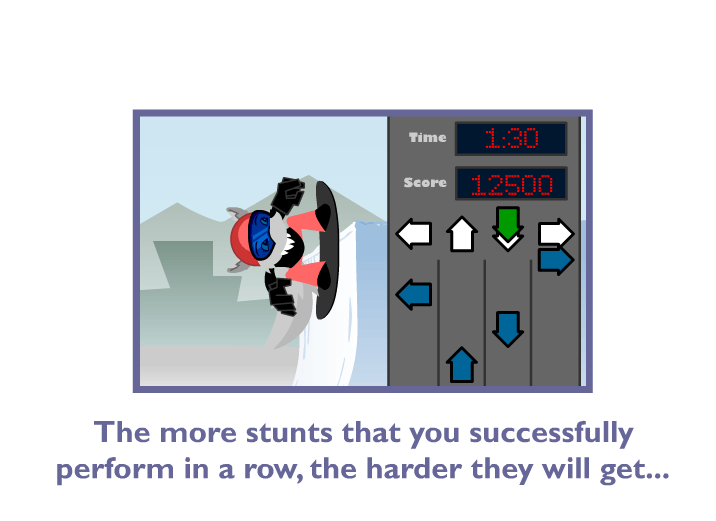 Time 1:30
Score 12500
The more stunts that you successfully
perform in a row, the harder they will get...